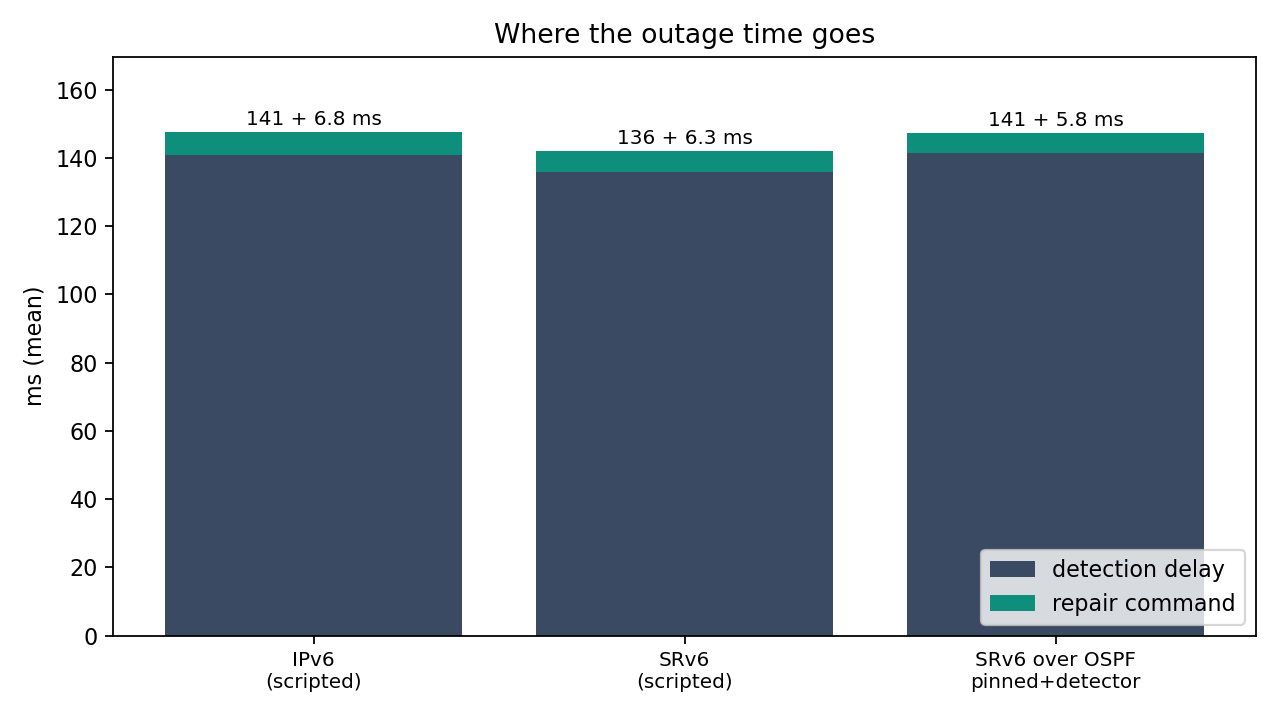 Where the outage time goes
ms (mean)
160
140
120
100
80
60
40
20
0
141 + 6.8 ms
136 + 6.3 ms
141 + 5.8 ms
detection delay
repair command
IPv6
(scripted)
SRv6
(scripted)
SRv6 over OSPF
pinned+detector